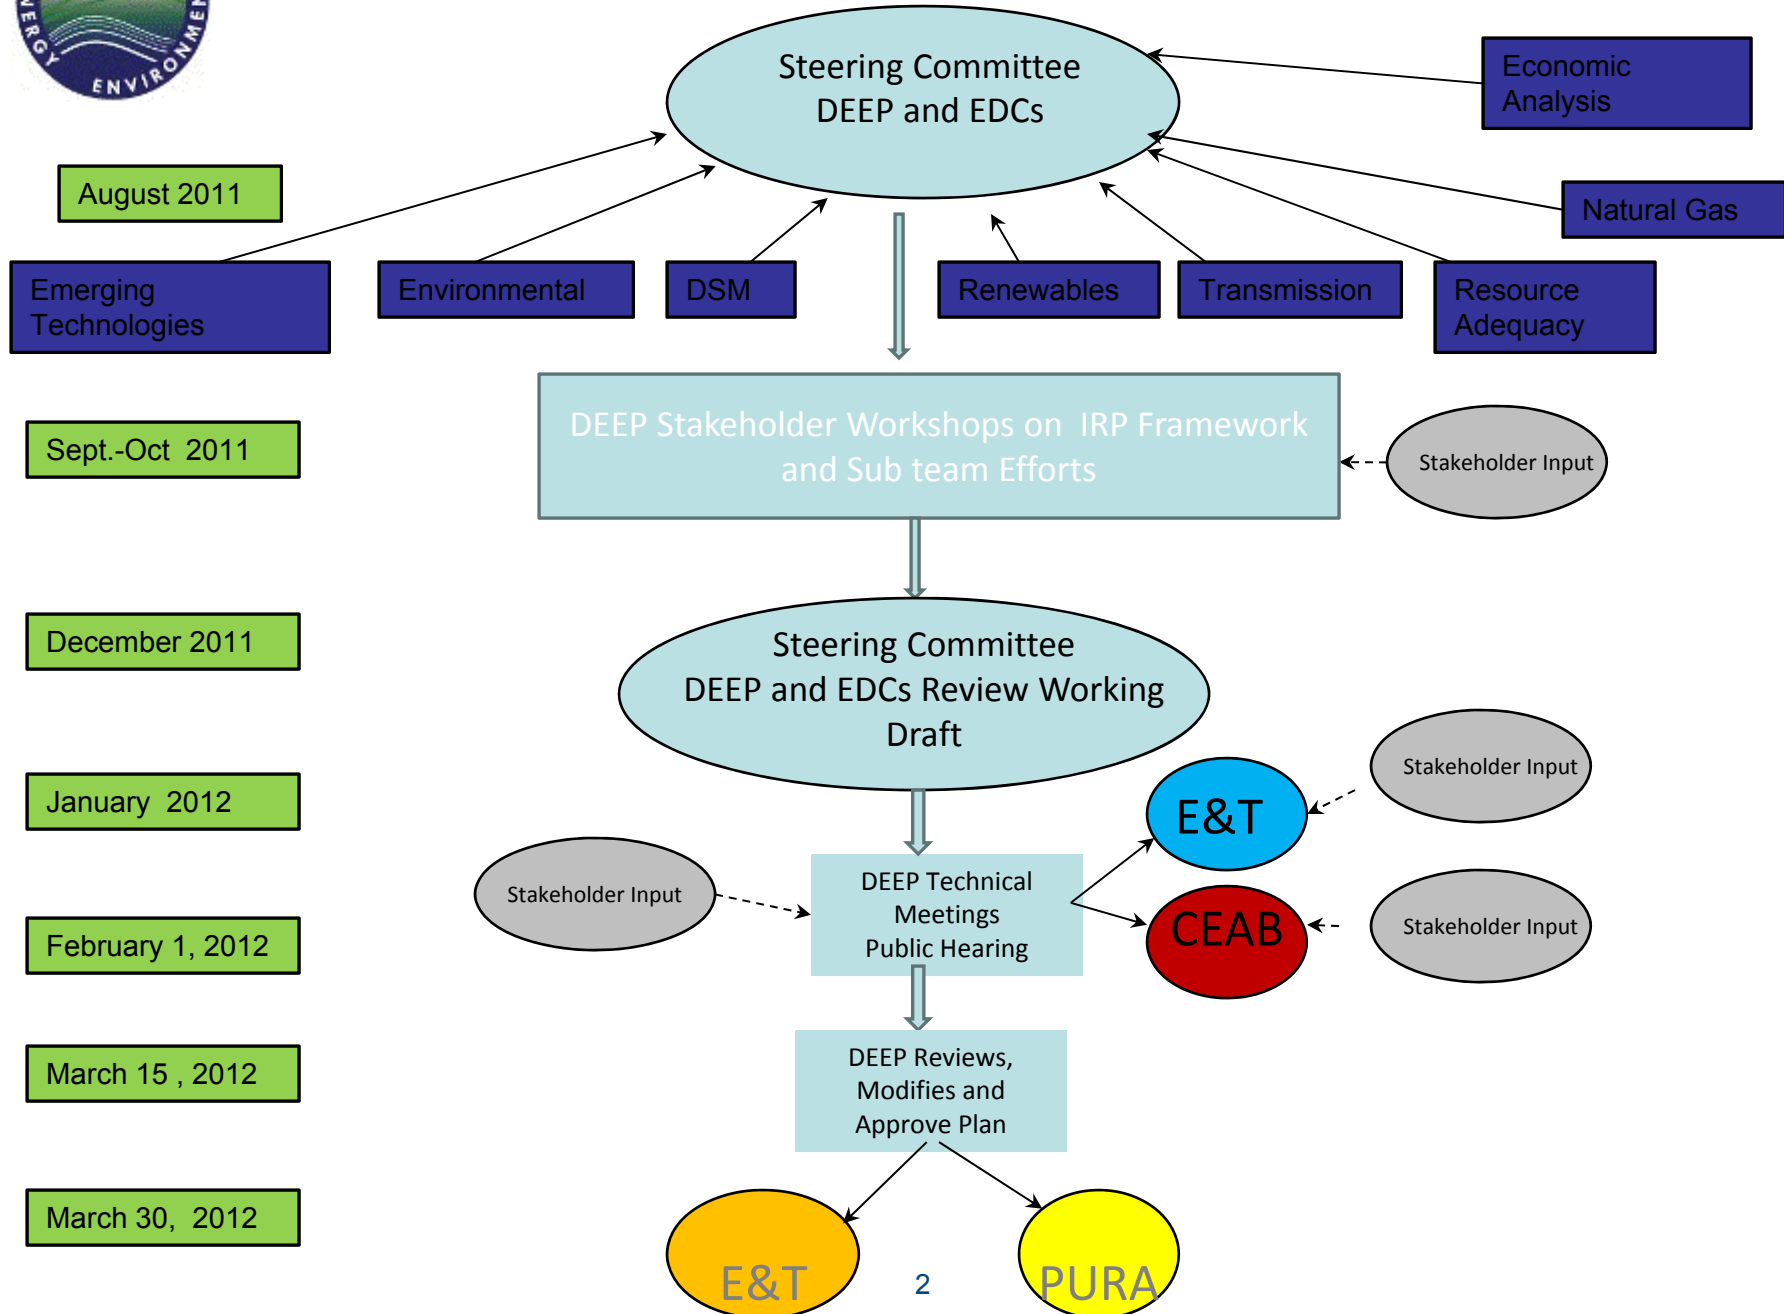 ENVIRONMEN
Steering Committee
DEEP and EDCs
Economic
Analysis
August 2011
Natural Gas
Emerging
Technologies
Environmental
DSM
Renewables
Transmission
Resource
Adequacy
DEEP Stakeholder Workshops on IRP Framework
and Sub team Efforts
Sept.-Oct 2011
Stakeholder Input
December 2011
Steering Committee
DEEP and EDCs Review Working
Draft
January 2012
E&T
Stakeholder Input
Stakeholder Input
DEEP Technical
Meetings
Public Hearing
CEAB
Stakeholder Input
February 1, 2012
March 15 , 2012
DEEP Reviews,
Modifies and
Approve Plan
March 30, 2012
E&T
PURA
2